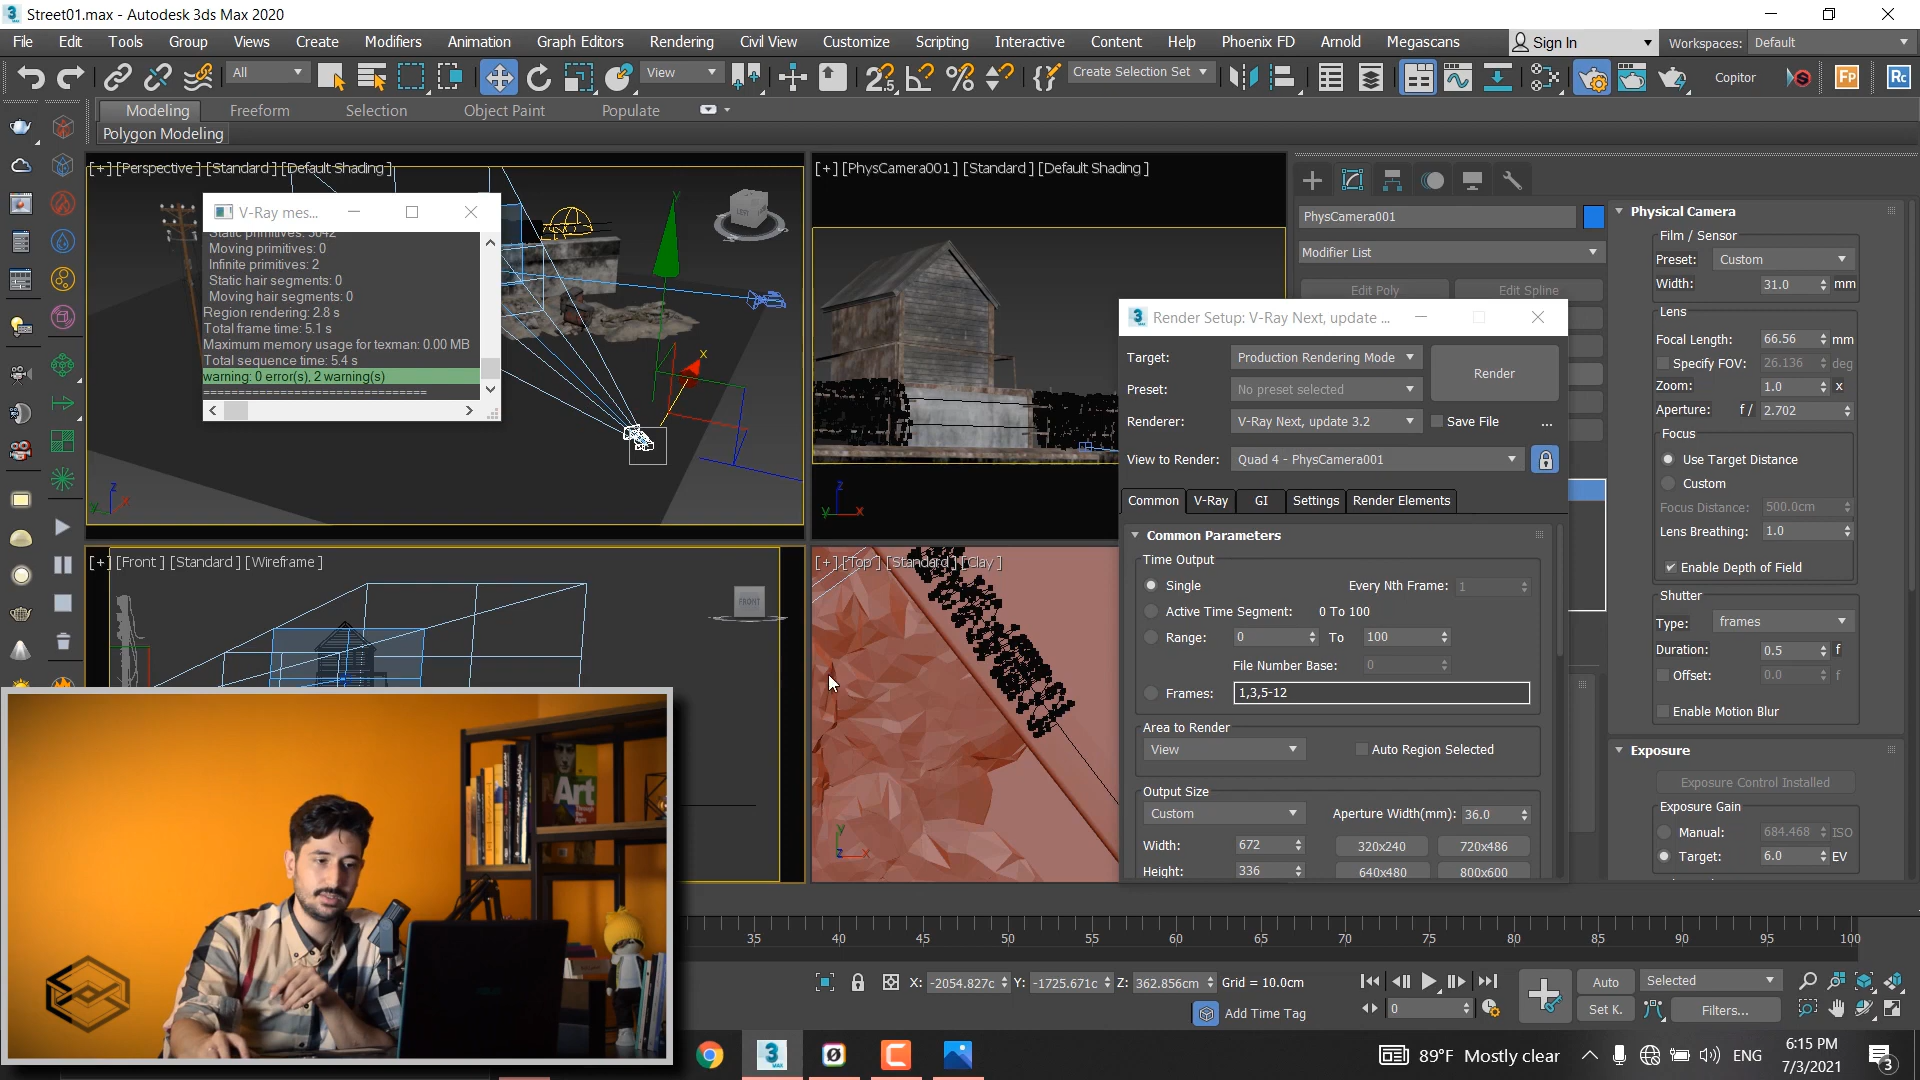 Street01.max - Autodesk 3ds Max 2020
File Edit Tools Group Views Create Modifiers Animation Graph Editors Rendering Civil View Customize Scripting Interactive Content Help Phoenix FD Arnold Megascans Sign In Workspaces: Default
All View Create Selection Set Copitor Fp Rc
Modeling Freeform Selection Object Paint Populate
Polygon Modeling
[+] [Perspective] [Standard] [Default Shading]
V-Ray mes...
Static primitives: 3042
Moving primitives: 0
Infinite primitives: 2
Static hair segments: 0
Moving hair segments: 0
Region rendering: 2.8 s
Total frame time: 5.1 s
Maximum memory usage for texman: 0.00 MB
Total sequence time: 5.4 s
warning: 0 error(s), 2 warning(s)
========================================
[+] [PhysCamera001] [Standard] [Default Shading]
[+] [Front] [Standard] [Wireframe]
FRONT
[+] [Top] [Standard] [Clay]
PhysCamera001
Modifier List
Edit Poly Edit Spline
Render Setup: V-Ray Next, update ...
Target: Production Rendering Mode
Render
Preset: No preset selected
Renderer: V-Ray Next, update 3.2 Save File ...
View to Render: Quad 4 - PhysCamera001
Common V-Ray GI Settings Render Elements
Common Parameters
Time Output
Single Every Nth Frame: 1
Active Time Segment: 0 To 100
Range: 0 To 100
File Number Base: 0
Frames: 1,3,5-12
Area to Render
View Auto Region Selected
Output Size
Custom Aperture Width(mm): 36.0
Width: 672 320x240 720x486
Height: 336 640x480 800x600
Physical Camera
Film / Sensor
Preset: Custom
Width: 31.0 mm
Lens
Focal Length: 66.56 mm
Specify FOV: 26.136 deg
Zoom: 1.0 x
Aperture: f/ 2.702
Focus
Use Target Distance
Custom
Focus Distance: 500.0cm
Lens Breathing: 1.0
Enable Depth of Field
Shutter
Type: frames
Duration: 0.5 f
Offset: 0.0 f
Enable Motion Blur
Exposure
Exposure Control Installed
Exposure Gain
Manual: 684.468 ISO
Target: 6.0 EV
Art
35 40 45 50 55 60 65 70 75 80 85 90 95 100
X: -2054.827c Y: -1725.671c Z: 362.856cm Grid = 10.0cm
Auto Selected
Add Time Tag
0
Set K. Filters...
89°F Mostly clear ENG
6:15 PM
7/3/2021
3